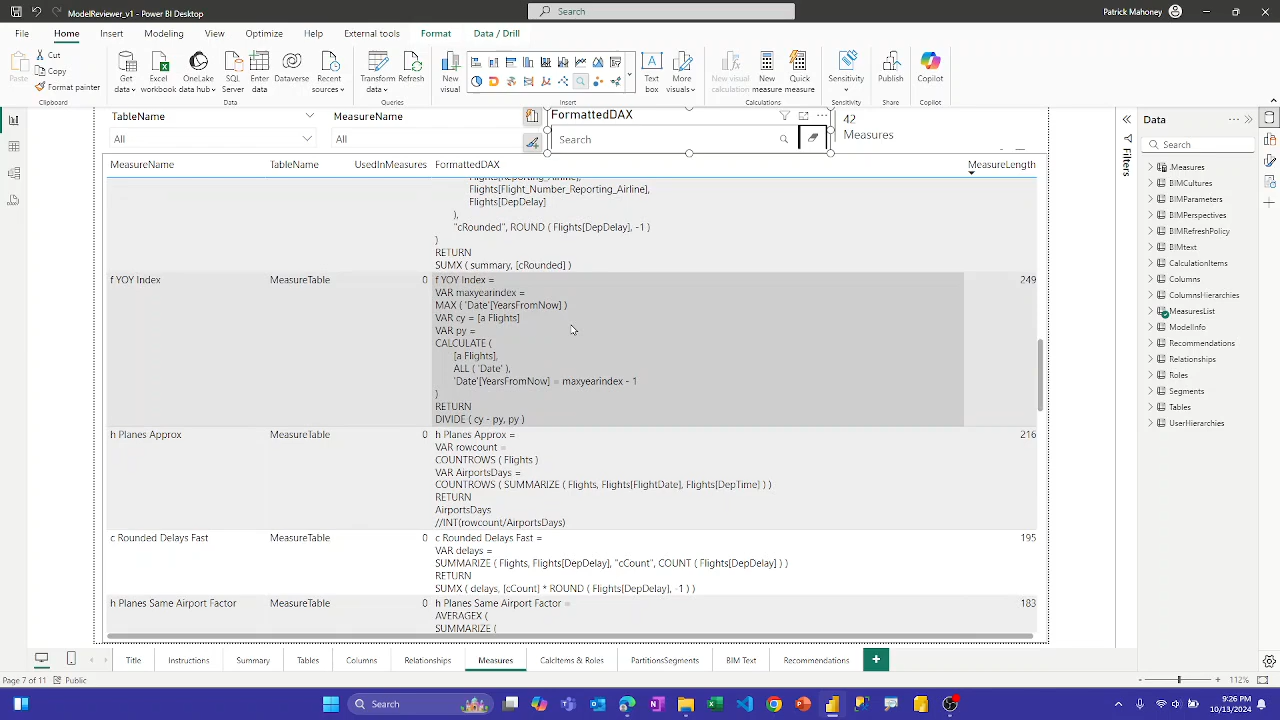 ModelReviewer_v1 - Power BI Desktop
Search
Patrick Mahoney
File Home Insert Modeling View Optimize Help External tools Format Data / Drill
Paste
Cut
Copy
Format painter
Clipboard
Get data
Excel workbook
OneLake data hub
SQL Server
Enter data
Dataverse
Recent sources
Data
Transform data
Refresh
Queries
New visual
Text box
More visuals
Insert
New visual calculation
New measure
Quick measure
Calculations
Sensitivity
Sensitivity
Publish
Share
Copilot
Copilot
TableName
All
MeasureName
All
FormattedDAX
Search
42
Measures
MeasureName TableName UsedInMeasures FormattedDAX MeasureLength
Flights[Flight_Number_Reporting_Airline],
Flights[DepDelay]
),
"cRounded", ROUND ( Flights[DepDelay], -1 )
)
RETURN
SUMX ( summary, [cRounded] )
f YOY Index MeasureTable 0 f YOY Index = 249
VAR maxyearindex =
MAX ( 'Date'[YearsFromNow] )
VAR cy = [a Flights]
VAR py =
CALCULATE (
[a Flights],
ALL ( 'Date' ),
'Date'[YearsFromNow] = maxyearindex - 1
)
RETURN
DIVIDE ( cy - py, py )
h Planes Approx MeasureTable 0 h Planes Approx = 216
VAR rowcount =
COUNTROWS ( Flights )
VAR AirportsDays =
COUNTROWS ( SUMMARIZE ( Flights, Flights[FlightDate], Flights[DepTime] ) )
RETURN
AirportsDays
//INT(rowcount/AirportsDays)
c Rounded Delays Fast MeasureTable 0 c Rounded Delays Fast = 195
VAR delays =
SUMMARIZE ( Flights, Flights[DepDelay], "cCount", COUNT ( Flights[DepDelay] ) )
RETURN
SUMX ( delays, [cCount] * ROUND ( Flights[DepDelay], -1 ) )
h Planes Same Airport Factor MeasureTable 0 h Planes Same Airport Factor = 183
AVERAGEX (
SUMMARIZE (
Filters
Data
Search
.Measures
BIMCultures
BIMParameters
BIMPerspectives
BIMRefreshPolicy
BIMtext
CalculationItems
Columns
ColumnsHierarchies
MeasuresList
ModelInfo
Recommendations
Relationships
Roles
Segments
Tables
UserHierarchies
Title Instructions Summary Tables Columns Relationships Measures CalcItems & Roles PartitionsSegments BIM Text Recommendations
Page 7 of 11 Public
112%
Search
9:26 PM
10/13/2024